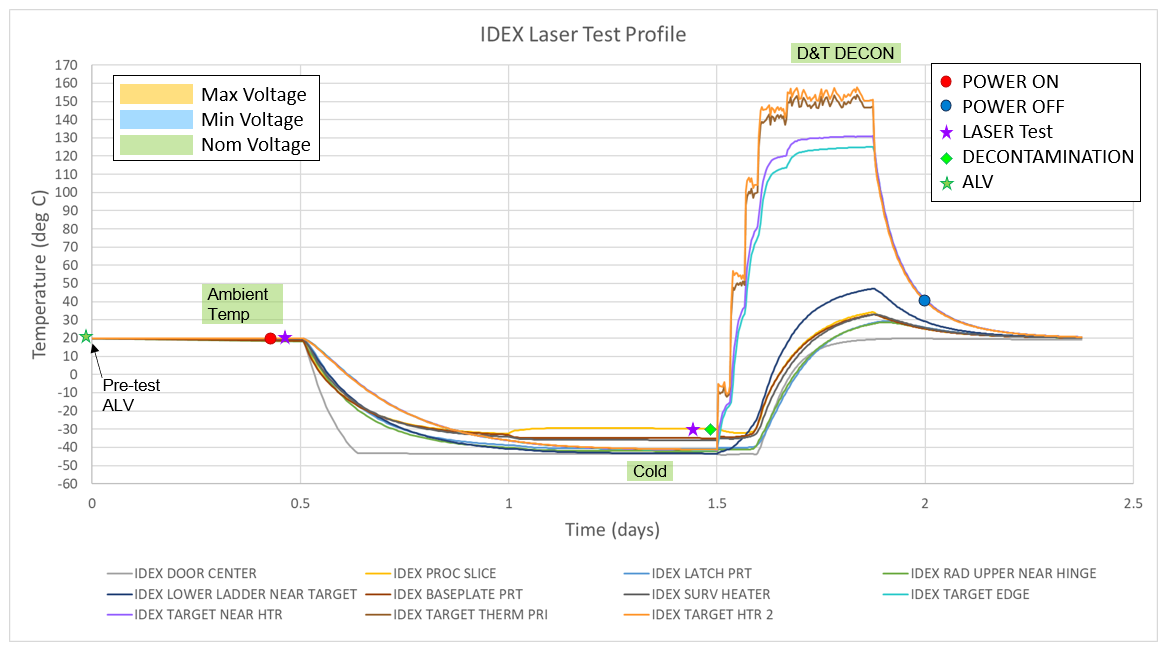 IDEX Laser Test Profile
D&T DECON
Max Voltage
Min Voltage
Nom Voltage
POWER ON
POWER OFF
LASER Test
DECONTAMINATION
ALV
Temperature (deg C)
170
160
150
140
130
120
110
100
90
80
70
60
50
40
30
20
10
0
-10
-20
-30
-40
-50
-60
Ambient
Temp
Pre-test
ALV
Cold
0
0.5
1
1.5
2
2.5
Time (days)
IDEX DOOR CENTER
IDEX PROC SLICE
IDEX LATCH PRT
IDEX RAD UPPER NEAR HINGE
IDEX LOWER LADDER NEAR TARGET
IDEX BASEPLATE PRT
IDEX SURV HEATER
IDEX TARGET EDGE
IDEX TARGET NEAR HTR
IDEX TARGET THERM PRI
IDEX TARGET HTR 2